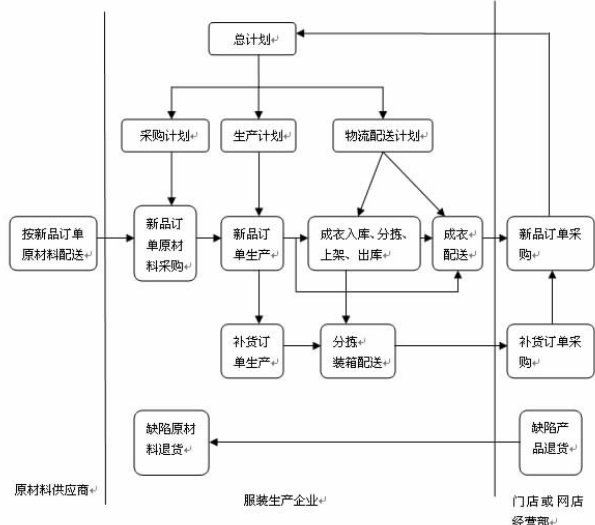 总计划
采购计划
生产计划
物流配送计划
按新品订单
原材料配送
新品订
单原材
料采购
新品订
单生产
成衣入库、分拣、
上架、出库
成衣
配送
新品订单采
购
补货订
单生产
分拣
装箱配送
补货订单采
购
缺陷原材
料退货
缺陷产
品退货
原材料供应商
服装生产企业
门店或网店
经营部